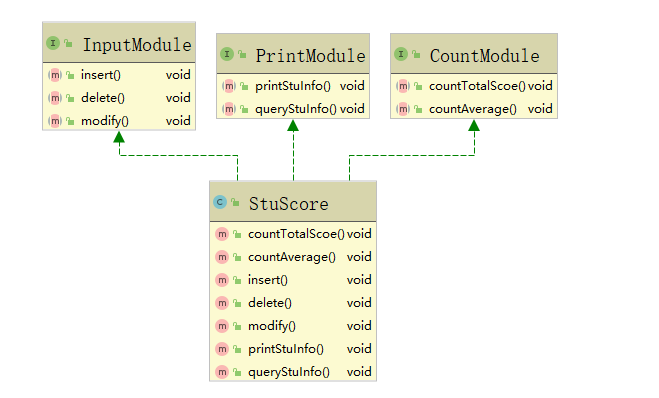 I InputModule
m insert() void
m delete() void
m modify() void
I PrintModule
m printStuInfo() void
m queryStuInfo() void
I CountModule
m countTotalScoe() void
m countAverage() void
C StuScore
m countTotalScoe() void
m countAverage() void
m insert() void
m delete() void
m modify() void
m printStuInfo() void
m queryStuInfo() void